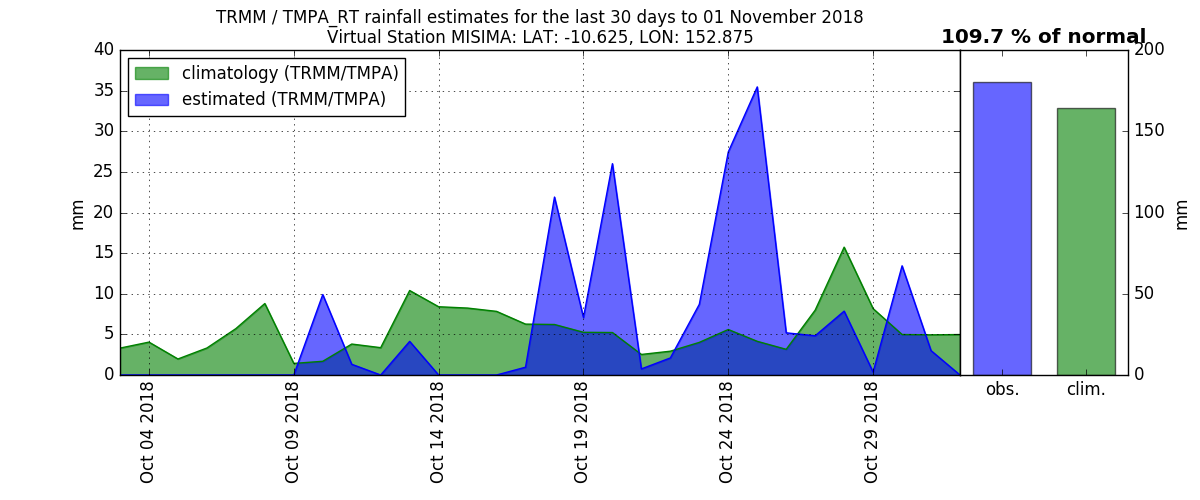 TRMM / TMPA_RT rainfall estimates for the last 30 days to 01 November 2018
Virtual Station MISIMA: LAT: -10.625, LON: 152.875
109.7 % of normal
climatology (TRMM/TMPA)
estimated (TRMM/TMPA)
mm
40
35
30
25
20
15
10
5
0
Oct 04 2018
Oct 09 2018
Oct 14 2018
Oct 19 2018
Oct 24 2018
Oct 29 2018
200
150
100
50
0
mm
obs.
clim.